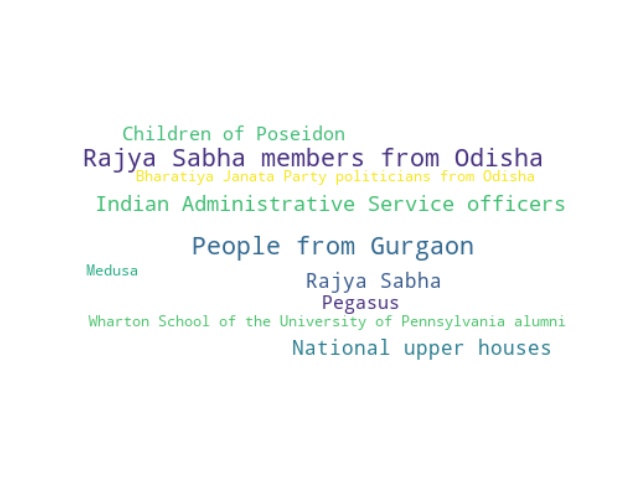 Children of Poseidon
Rajya Sabha members from Odisha
Bharatiya Janata Party politicians from Odisha
Indian Administrative Service officers
People from Gurgaon
Medusa
Rajya Sabha
Pegasus
Wharton School of the University of Pennsylvania alumni
National upper houses